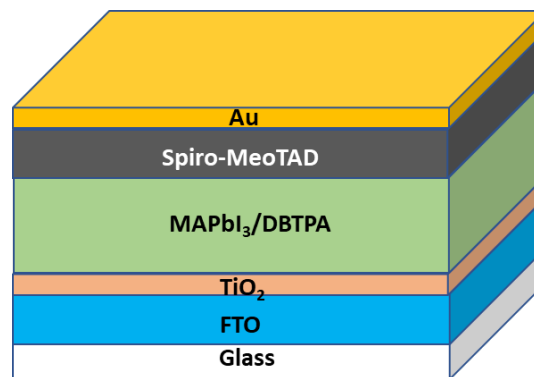 Au
Spiro-MeoTAD
MAPbI₃/DBTPA
TiO₂
FTO
Glass